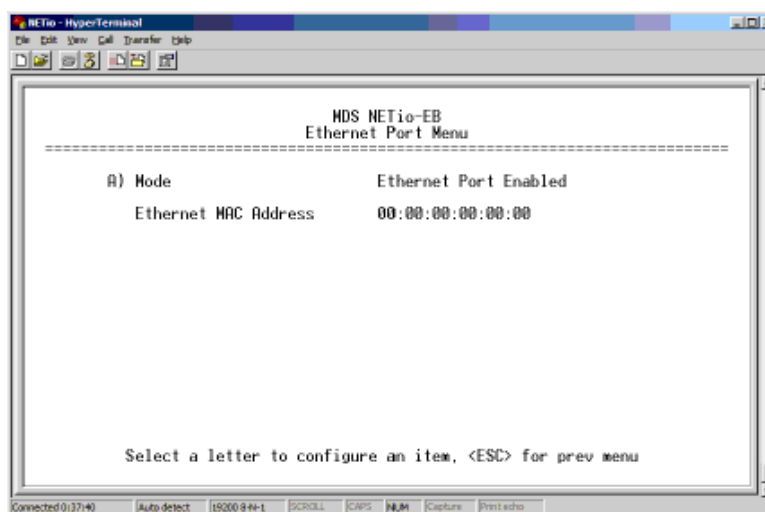 NETio - HyperTerminal
File Edit View Call Transfer Help
MDS NETio-EB
Ethernet Port Menu
==========================================================================
A) Mode Ethernet Port Enabled
Ethernet MAC Address 00:00:00:00:00:00
Select a letter to configure an item, <ESC> for prev menu
Connected 0:37:40 Auto detect 19200 8-N-1 SCROLL CAPS NUM Capture Print echo